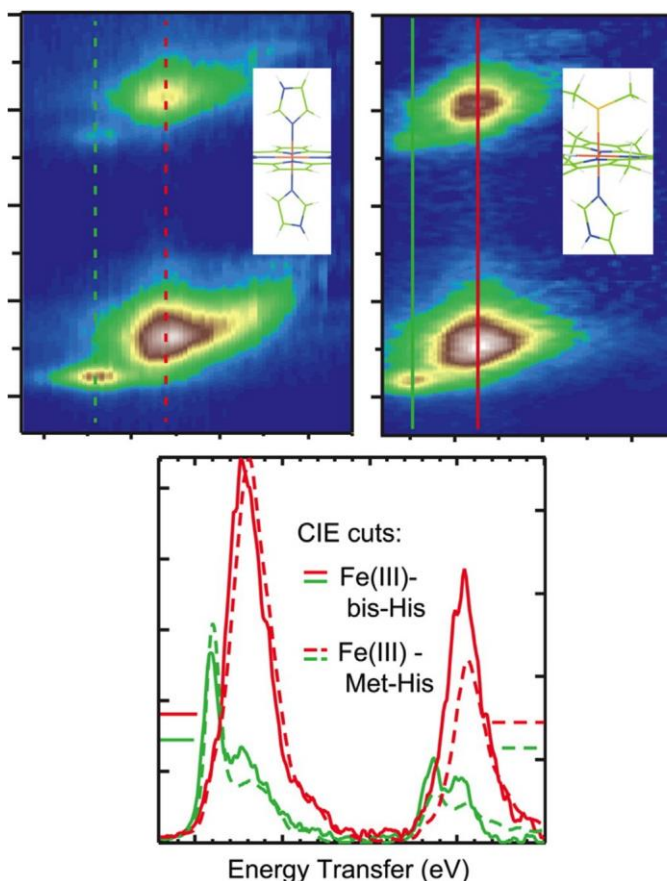 CIE cuts:
Fe(III)-
bis-His
Fe(III) -
Met-His
Energy Transfer (eV)